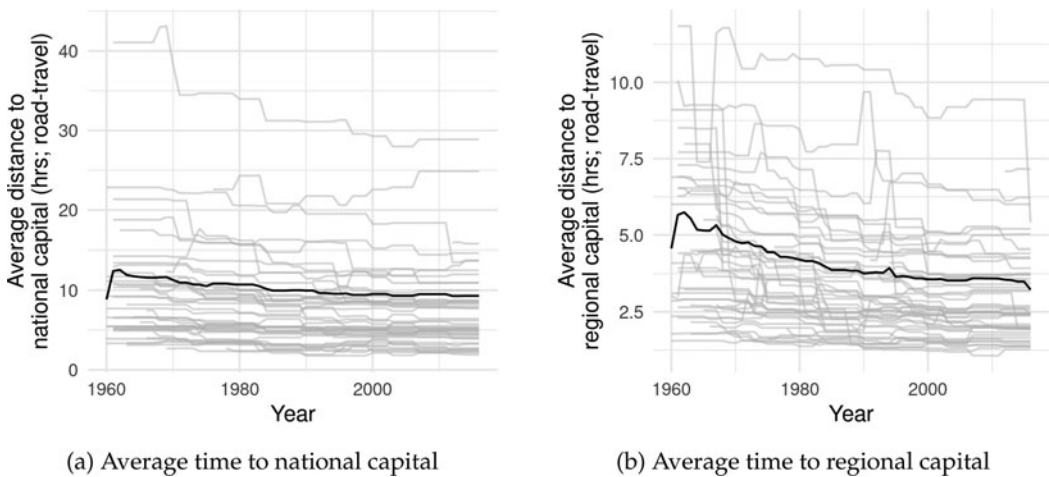 Average distance to
national capital (hrs; road-travel)
40
30
20
10
0
1960
1980
2000
Year
(a) Average time to national capital
Average distance to
regional capital (hrs; road-travel)
10.0
7.5
5.0
2.5
1960
1980
2000
Year
(b) Average time to regional capital